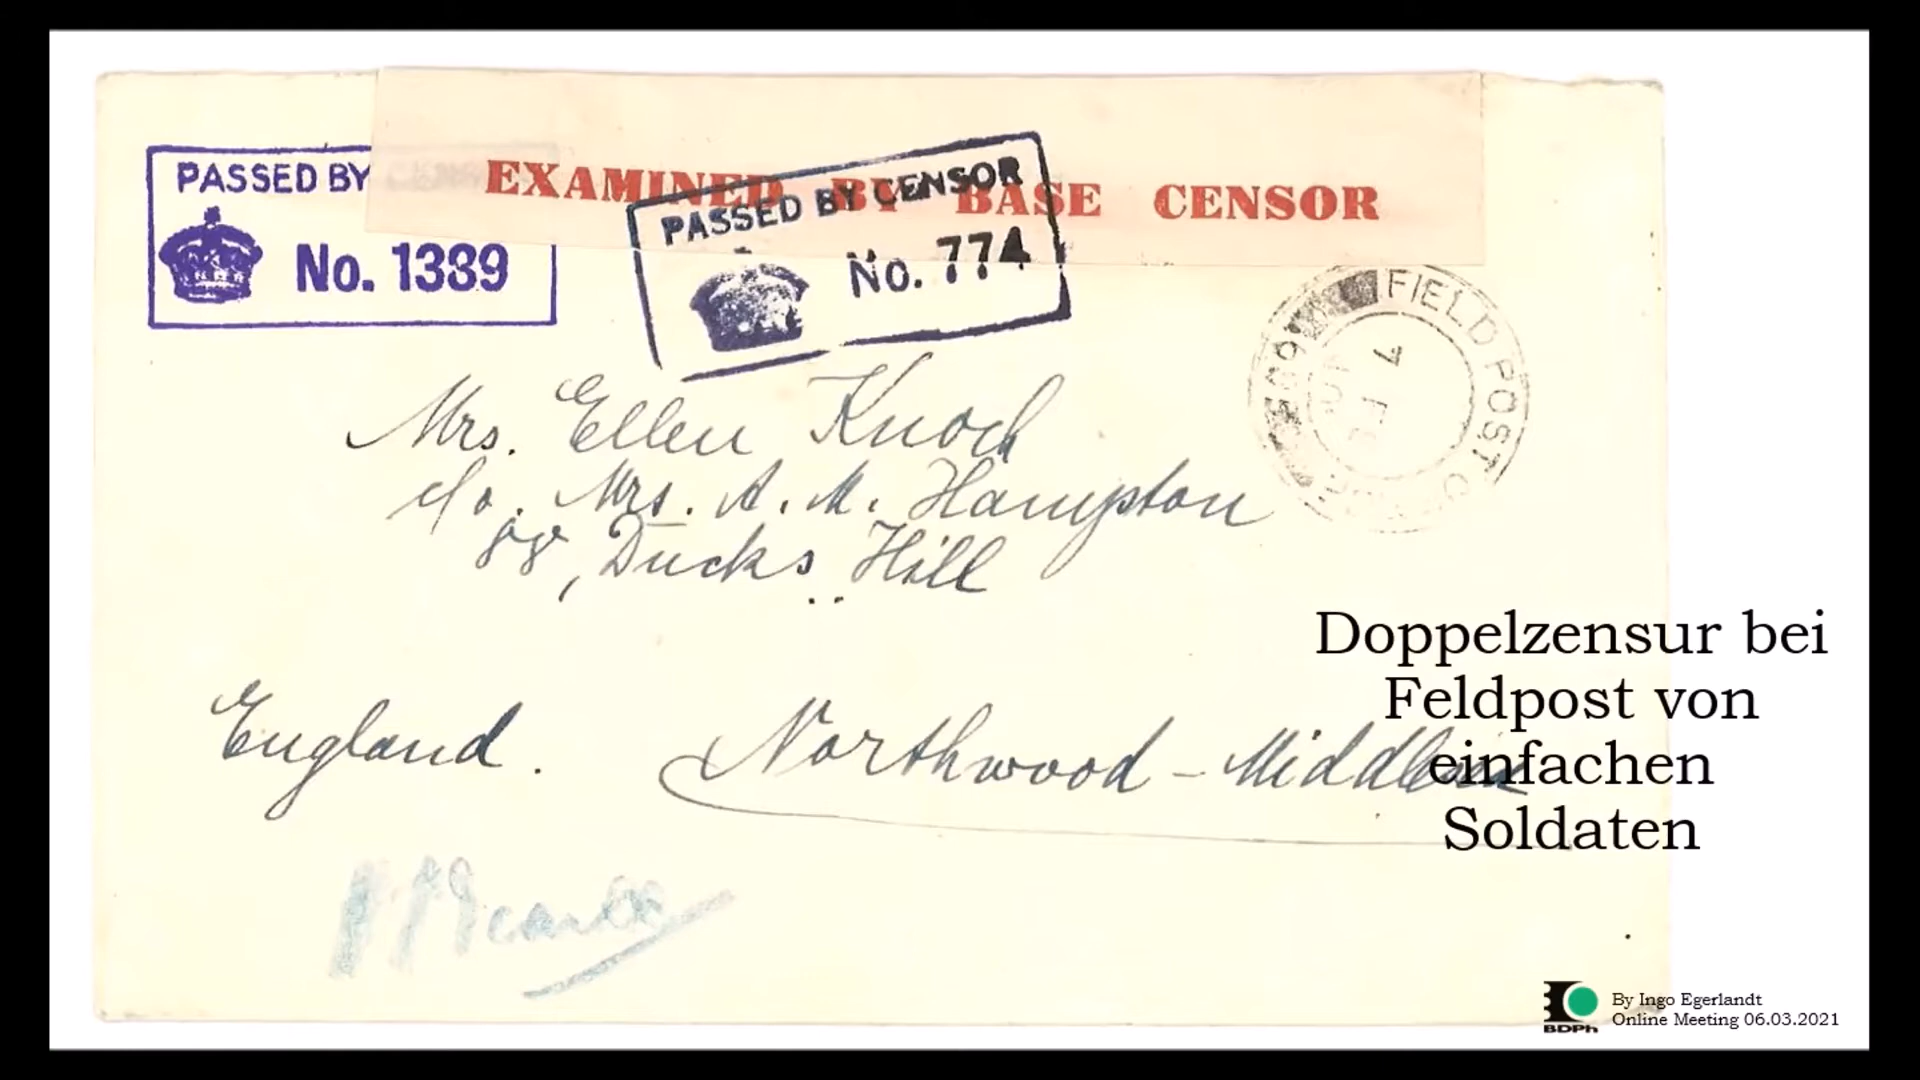 PASSED BY
No. 1389
EXAMINED BY BASE CENSOR
PASSED BY CENSOR
No. 774
FIELD POST
Mrs. Ellen Knoch
c/o. Mrs. A. M. Hampton
88, Ducks Hill
England. Northwood - Middlesex
Doppelzensur bei
Feldpost von
einfachen
Soldaten
BDPh
By Ingo Egerlandt
Online Meeting 06.03.2021